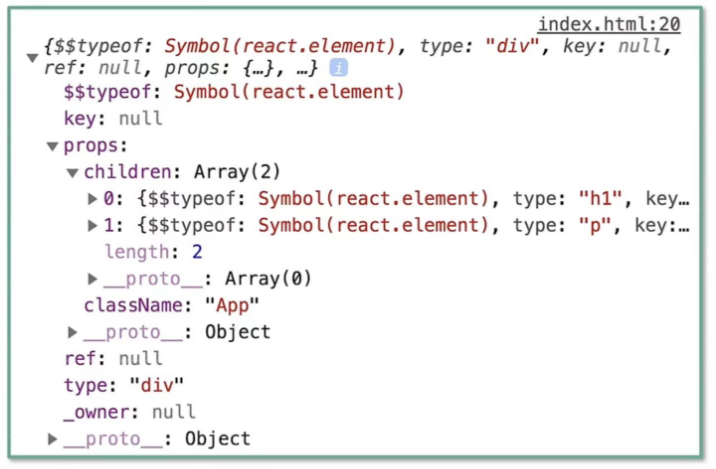 index.html:20
{$$typeof: Symbol(react.element), type: "div", key: null,
ref: null, props: {…}, …} i
$$typeof: Symbol(react.element)
key: null
props:
children: Array(2)
0: {$$typeof: Symbol(react.element), type: "h1", key…
1: {$$typeof: Symbol(react.element), type: "p", key:…
length: 2
__proto__: Array(0)
className: "App"
__proto__: Object
ref: null
type: "div"
_owner: null
__proto__: Object